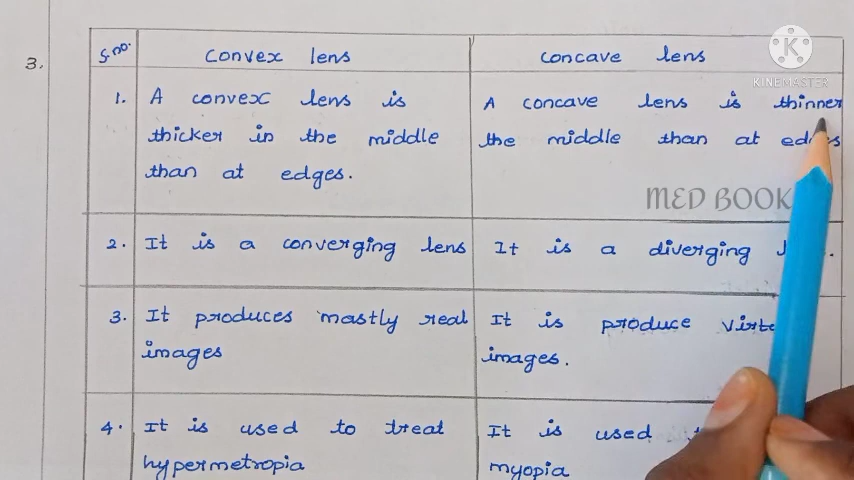 3.
S.no. Convex lens Concave lens
1. A convex lens is A concave lens is thinner
thicker in the middle the middle than at edges
than at edges.
2. It is a converging lens It is a diverging
3. It produces mastly real It is produce
images images.
4. It is used to treat It is used
hypermetropia myopia
K
KINEMASTER
MED BOOK